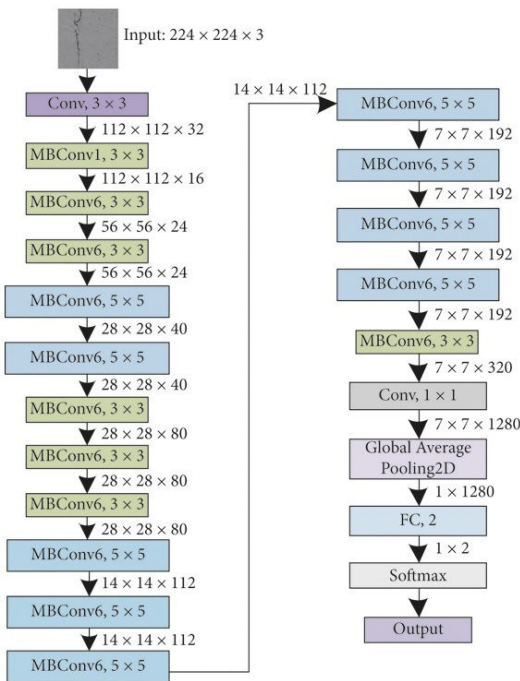 Input: 224 × 224 × 3
Conv, 3 × 3
112 × 112 × 32
MBConv1, 3 × 3
112 × 112 × 16
MBConv6, 3 × 3
56 × 56 × 24
MBConv6, 3 × 3
56 × 56 × 24
MBConv6, 5 × 5
28 × 28 × 40
MBConv6, 5 × 5
28 × 28 × 40
MBConv6, 3 × 3
28 × 28 × 80
MBConv6, 3 × 3
28 × 28 × 80
MBConv6, 3 × 3
28 × 28 × 80
MBConv6, 5 × 5
14 × 14 × 112
MBConv6, 5 × 5
14 × 14 × 112
MBConv6, 5 × 5
14 × 14 × 112
MBConv6, 5 × 5
7 × 7 × 192
MBConv6, 5 × 5
7 × 7 × 192
MBConv6, 5 × 5
7 × 7 × 192
MBConv6, 5 × 5
7 × 7 × 192
MBConv6, 3 × 3
7 × 7 × 320
Conv, 1 × 1
7 × 7 × 1280
Global Average
Pooling2D
1 × 1280
FC, 2
1 × 2
Softmax
Output